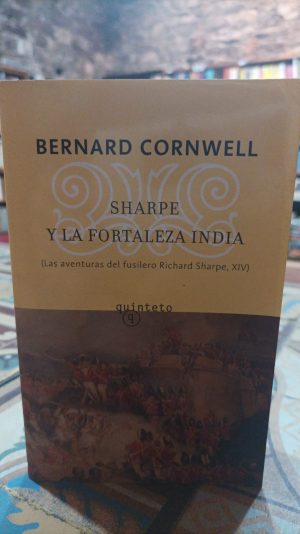 BERNARD CORNWELL
SHARPE
Y LA FORTALEZA INDIA
(Las aventuras del fusilero Richard Sharpe, XIV)
quinteto
q